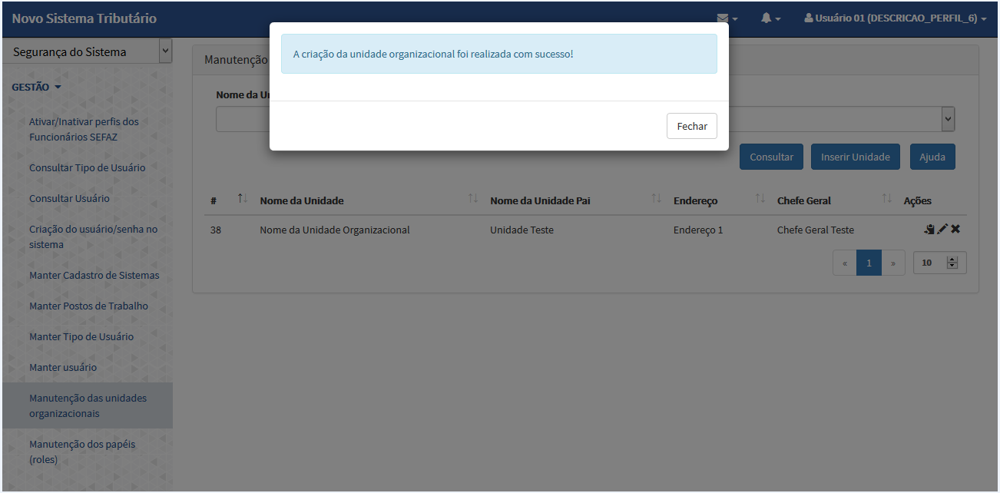 Novo Sistema Tributário
Usuário 01 (DESCRICAO_PERFIL_6)
A criação da unidade organizacional foi realizada com sucesso!
Fechar
Segurança do Sistema
GESTÃO
Ativar/Inativar perfis dos
Funcionários SEFAZ
Consultar Tipo de Usuário
Consultar Usuário
Criação do usuário/senha no
sistema
Manter Cadastro de Sistemas
Manter Postos de Trabalho
Manter Tipo de Usuário
Manter usuário
Manutenção das unidades
organizacionais
Manutenção dos papéis
(roles)
Manutenção
Nome da
Consultar Inserir Unidade Ajuda
# Nome da Unidade Nome da Unidade Pai Endereço Chefe Geral Ações
38 Nome da Unidade Organizacional Unidade Teste Endereço 1 Chefe Geral Teste
« 1 » 10